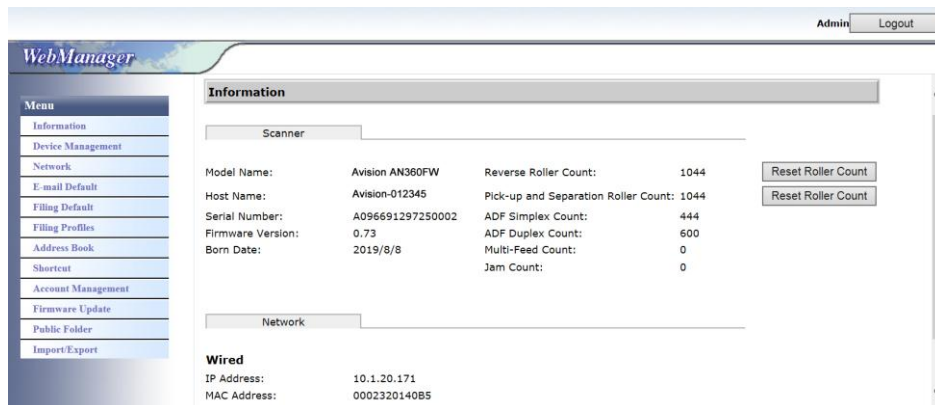 Admin Logout
WebManager
Menu
Information
Device Management
Network
E-mail Default
Filing Default
Filing Profiles
Address Book
Shortcut
Account Management
Firmware Update
Public Folder
Import/Export
Information
Scanner
Model Name: Avision AN360FW Reverse Roller Count: 1044 Reset Roller Count
Host Name: Avision-012345 Pick-up and Separation Roller Count: 1044 Reset Roller Count
Serial Number: A096691297250002 ADF Simplex Count: 444
Firmware Version: 0.73 ADF Duplex Count: 600
Born Date: 2019/8/8 Multi-Feed Count: 0
Jam Count: 0
Network
Wired
IP Address: 10.1.20.171
MAC Address: 0002320140B5